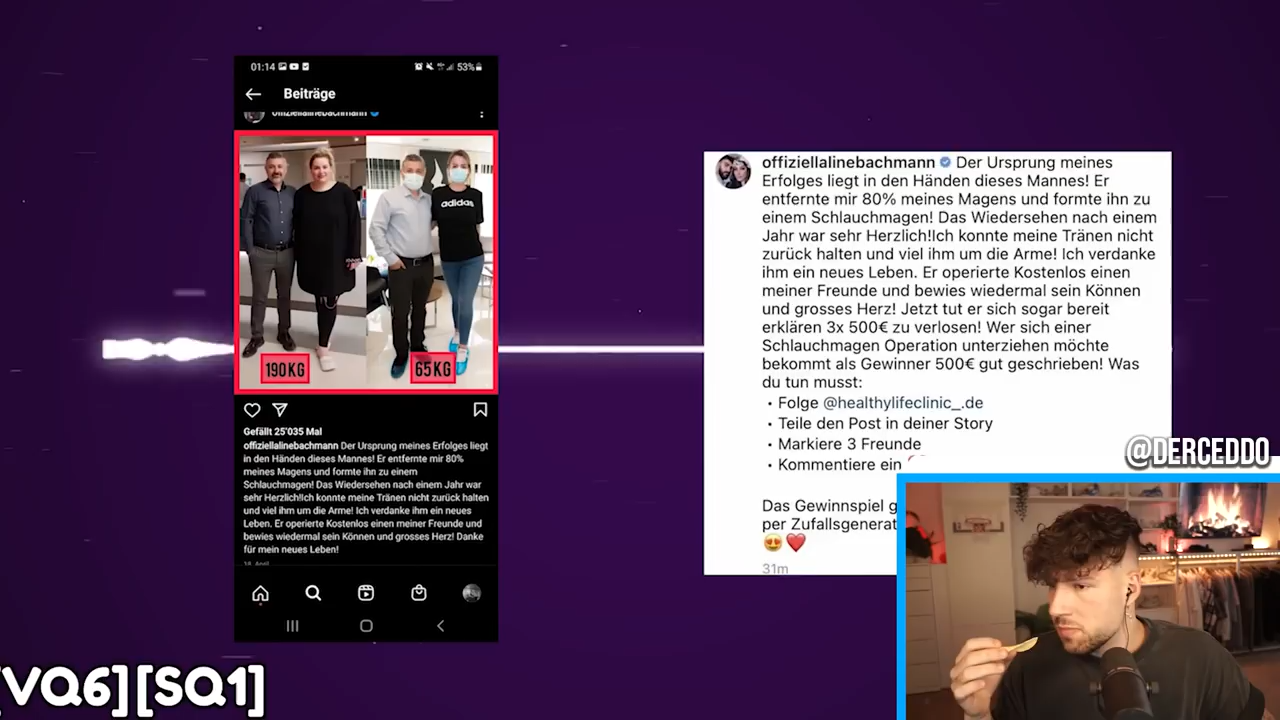 01:14
53%
Beiträge
offiziellalinebachmann
adidas
190KG
65KG
Gefällt 25'035 Mal
offiziellalinebachmann Der Ursprung meines Erfolges liegt
in den Händen dieses Mannes! Er entfernte mir 80%
meines Magens und formte ihn zu einem
Schlauchmagen! Das Wiedersehen nach einem Jahr war
sehr Herzlich!Ich konnte meine Tränen nicht zurück halten
und viel ihm um die Arme! Ich verdanke ihm ein neues
Leben. Er operierte Kostenlos einen meiner Freunde und
bewies wiedermal sein Können und grosses Herz! Danke
für mein neues Leben!
18. April
offiziellalinebachmann Der Ursprung meines
Erfolges liegt in den Händen dieses Mannes! Er
entfernte mir 80% meines Magens und formte ihn zu
einem Schlauchmagen! Das Wiedersehen nach einem
Jahr war sehr Herzlich!Ich konnte meine Tränen nicht
zurück halten und viel ihm um die Arme! Ich verdanke
ihm ein neues Leben. Er operierte Kostenlos einen
meiner Freunde und bewies wiedermal sein Können
und grosses Herz! Jetzt tut er sich sogar bereit
erklären 3x 500€ zu verlosen! Wer sich einer
Schlauchmagen Operation unterziehen möchte
bekommt als Gewinner 500€ gut geschrieben! Was
du tun musst:
• Folge @healthylifeclinic_.de
• Teile den Post in deiner Story
• Markiere 3 Freunde
• Kommentiere ein
Das Gewinnspiel g
per Zufallsgenerat
😍❤️
31m
@DERCEDDO
[VQ6][SQ1]